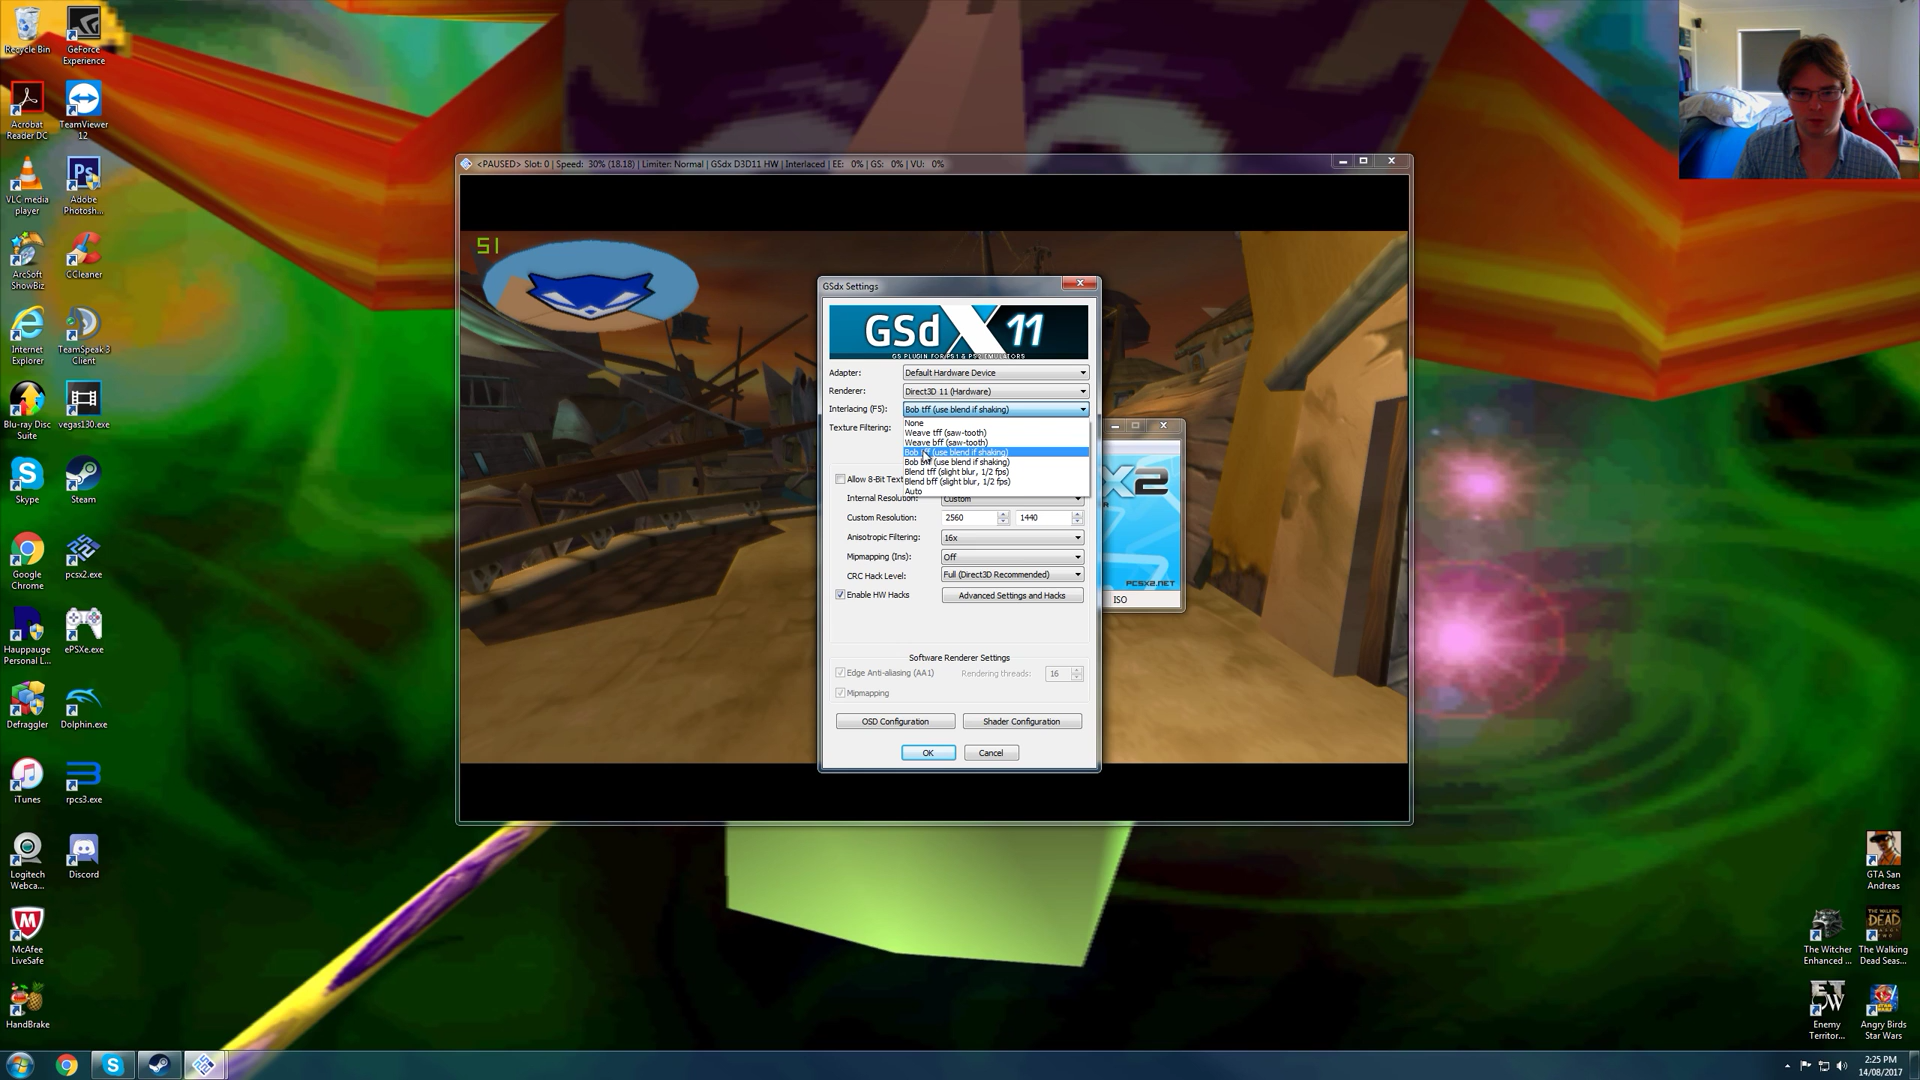 Recycle Bin
GeForce Experience
Acrobat Reader DC
TeamViewer 12
VLC media player
Ps
Adobe Photosh...
ArcSoft ShowBiz
CCleaner
Internet Explorer
TeamSpeak 3 Client
Blu-ray Disc Suite
vegas130.exe
Skype
Steam
Google Chrome
pcsx2.exe
Hauppauge Personal L...
ePSXe.exe
Defraggler
Dolphin.exe
iTunes
rpcs3.exe
Logitech Webca...
Discord
McAfee LiveSafe
HandBrake
<PAUSED> Slot: 0 | Speed: 30% (18.18) | Limiter: Normal | GSdx D3D11 HW | Interlaced | EE: 0% | GS: 0% | VU: 0%
51
GSdx Settings
GSdX 11
GS PLUGIN FOR PS1 & PS2 EMULATORS
Adapter: Default Hardware Device
Renderer: Direct3D 11 (Hardware)
Interlacing (F5): Bob tff (use blend if shaking)
Texture Filtering:
None
Weave tff (saw-tooth)
Weave bff (saw-tooth)
Bob tff (use blend if shaking)
Bob bff (use blend if shaking)
Blend tff (slight blur, 1/2 fps)
Blend bff (slight blur, 1/2 fps)
Auto
Allow 8-Bit Text
Internal Resolution: Custom
Custom Resolution: 2560 1440
Anisotropic Filtering: 16x
Mipmapping (Ins): Off
CRC Hack Level: Full (Direct3D Recommended)
Enable HW Hacks Advanced Settings and Hacks
Software Renderer Settings
Edge Anti-aliasing (AA1) Rendering threads: 16
Mipmapping
OSD Configuration Shader Configuration
OK Cancel
X2
PCSX2.NET
ISO
GTA San Andreas
The Witcher Enhanced ...
The Walking Dead Seas...
Enemy Territor...
Angry Birds Star Wars
2:25 PM
14/08/2017